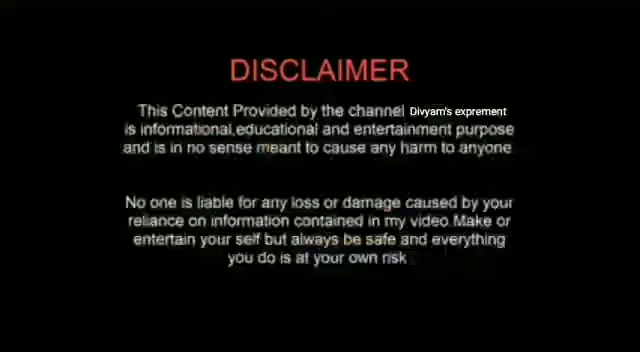 DISCLAIMER
This Content Provided by the channel Divyam's exprement
is informational,educational and entertainment purpose
and is in no sense meant to cause any harm to anyone
No one is liable for any loss or damage caused by your
reliance on information contained in my video.Make or
entertain your self but always be safe and everything
you do is at your own risk